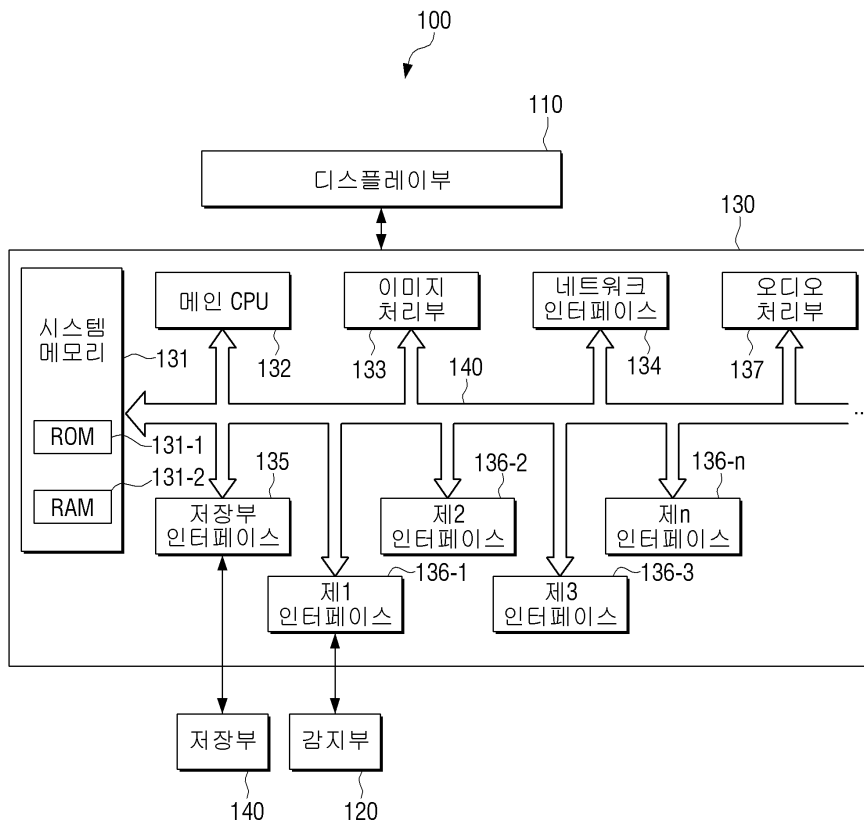 100
110
디스플레이부
130
시스템
메모리
131
ROM
131-1
RAM
131-2
메인 CPU
132
이미지
처리부
133
네트워크
인터페이스
134
오디오
처리부
137
140
135
저장부
인터페이스
136-2
제2
인터페이스
136-n
제n
인터페이스
136-1
제1
인터페이스
136-3
제3
인터페이스
저장부
140
감지부
120